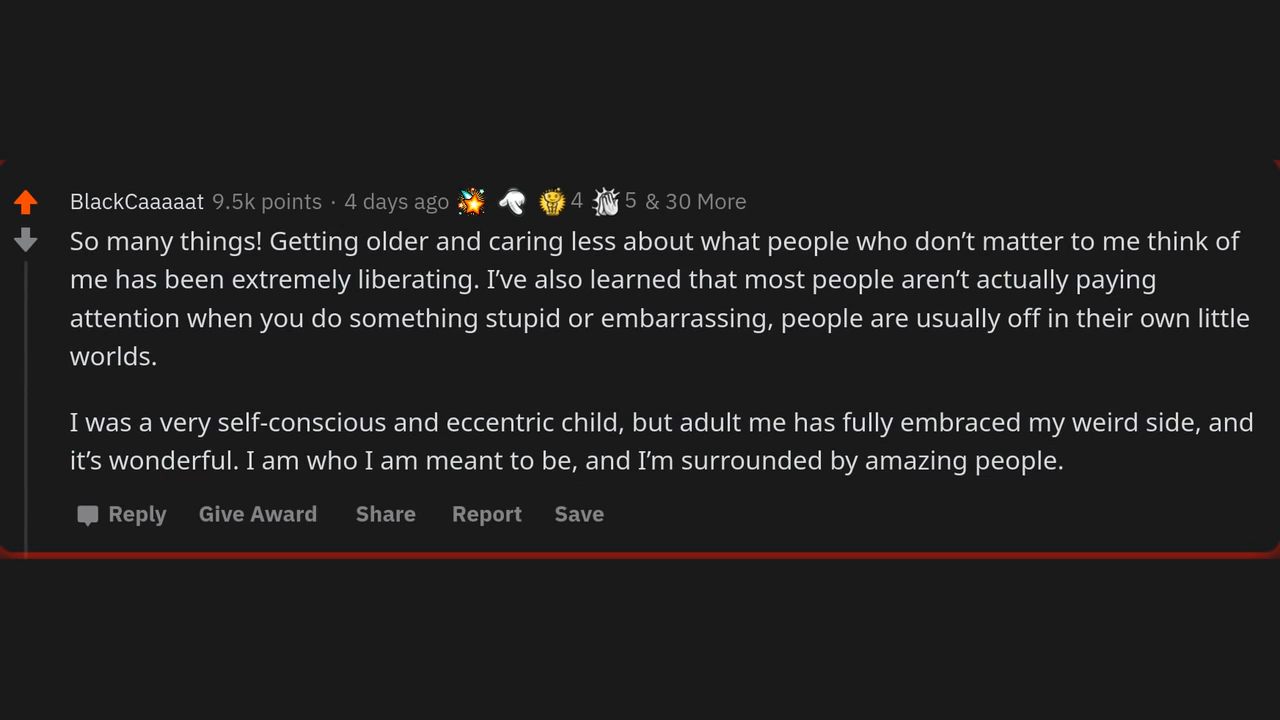 BlackCaaaaat 9.5k points · 4 days ago 4 5 & 30 More
So many things! Getting older and caring less about what people who don’t matter to me think of
me has been extremely liberating. I’ve also learned that most people aren’t actually paying
attention when you do something stupid or embarrassing, people are usually off in their own little
worlds.
I was a very self-conscious and eccentric child, but adult me has fully embraced my weird side, and
it’s wonderful. I am who I am meant to be, and I’m surrounded by amazing people.
Reply Give Award Share Report Save